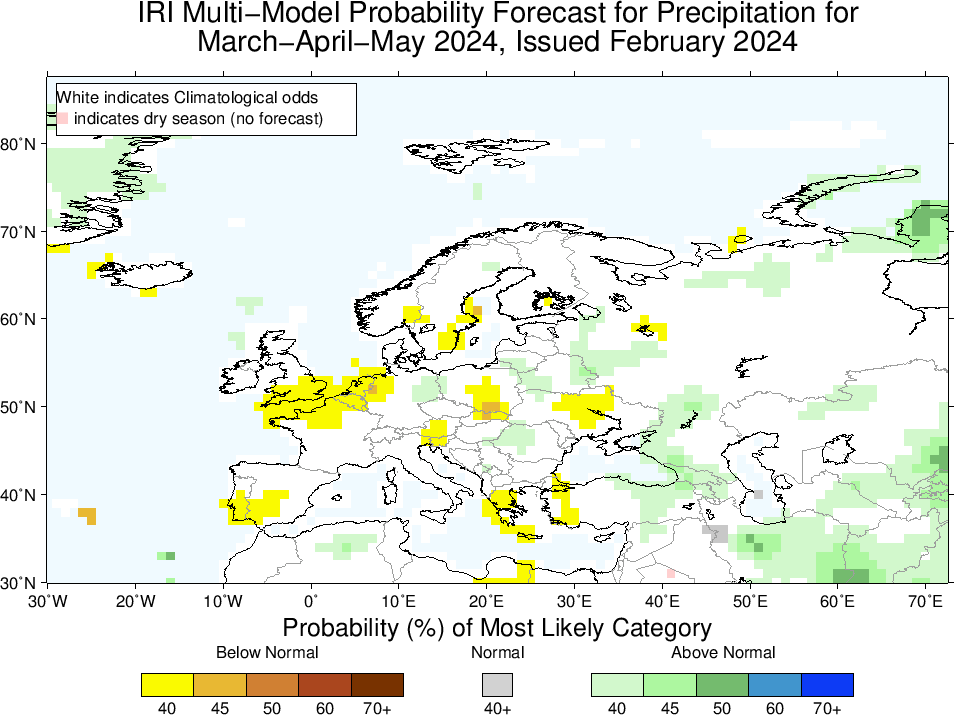 IRI Multi−Model Probability Forecast for Precipitation for
March−April−May 2024, Issued February 2024
White indicates Climatological odds
indicates dry season (no forecast)
80˚N
70˚N
60˚N
50˚N
40˚N
30˚N
30˚W 20˚W 10˚W 0˚ 10˚E 20˚E 30˚E 40˚E 50˚E 60˚E 70˚E
Probability (%) of Most Likely Category
Below Normal Normal Above Normal
40 45 50 60 70+ 40+ 40 45 50 60 70+